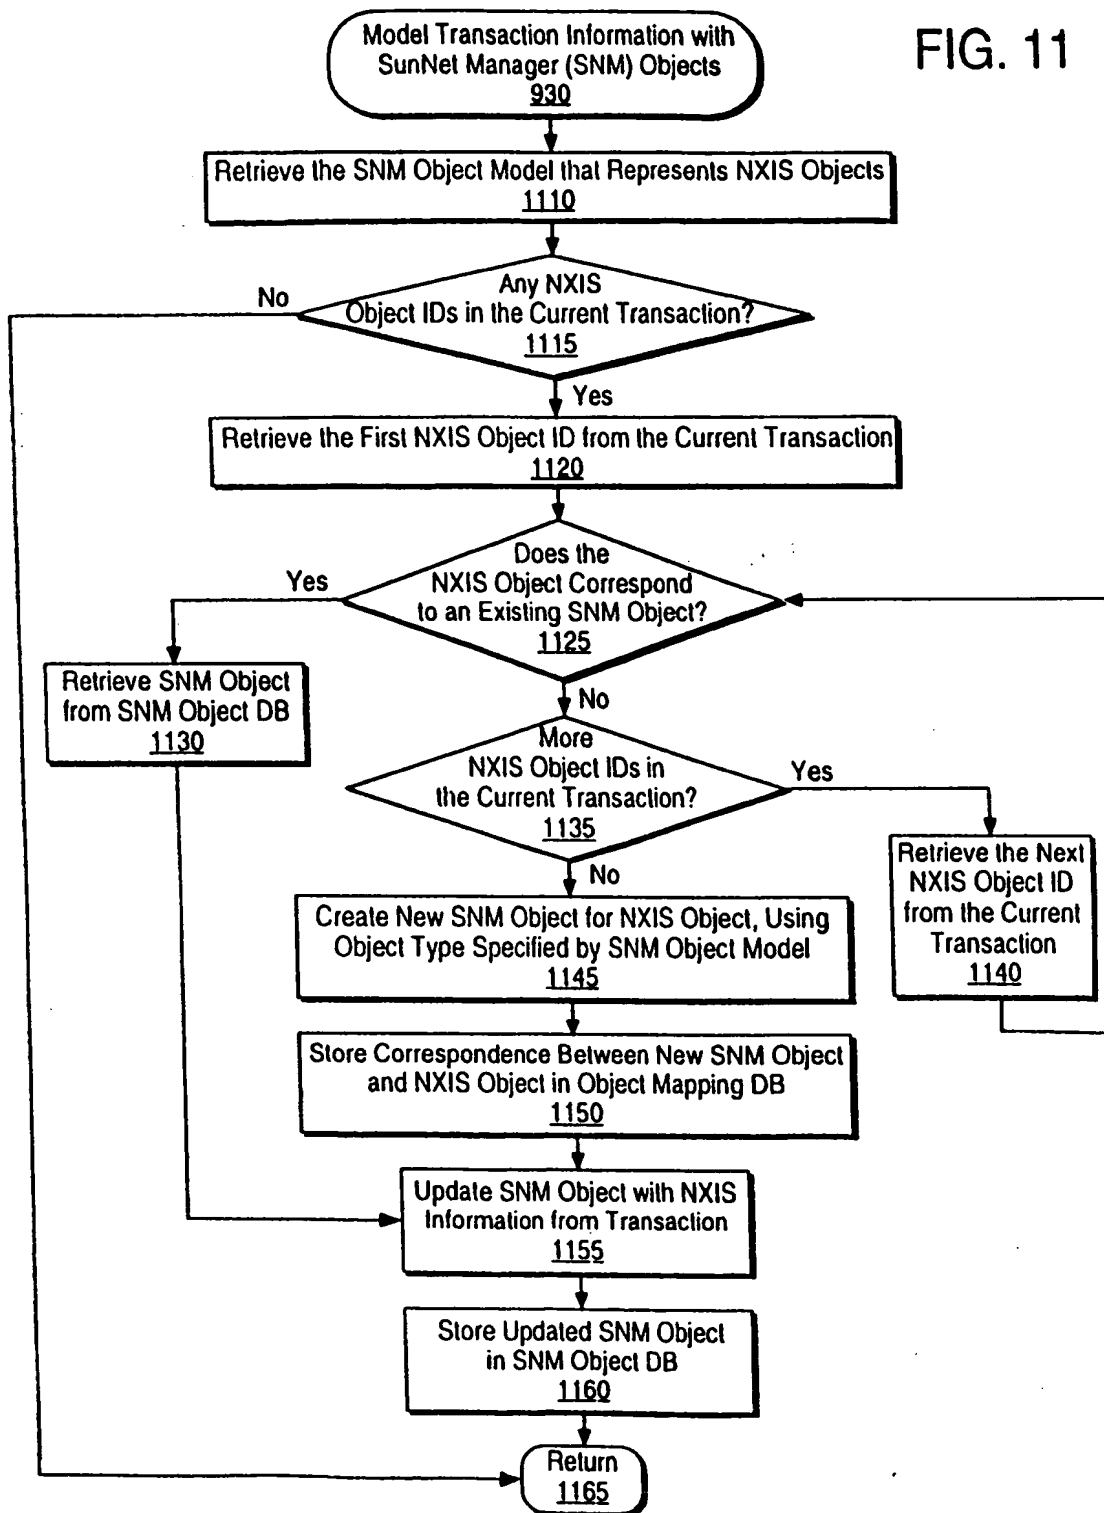 FIG. 11
Model Transaction Information with
SunNet Manager (SNM) Objects
930
Retrieve the SNM Object Model that Represents NXIS Objects
1110
Any NXIS
Object IDs in the Current Transaction?
1115
No
Yes
Retrieve the First NXIS Object ID from the Current Transaction
1120
Does the
NXIS Object Correspond
to an Existing SNM Object?
1125
Yes
No
Retrieve SNM Object
from SNM Object DB
1130
More
NXIS Object IDs in
the Current Transaction?
1135
Yes
No
Retrieve the Next
NXIS Object ID
from the Current
Transaction
1140
Create New SNM Object for NXIS Object, Using
Object Type Specified by SNM Object Model
1145
Store Correspondence Between New SNM Object
and NXIS Object in Object Mapping DB
1150
Update SNM Object with NXIS
Information from Transaction
1155
Store Updated SNM Object
in SNM Object DB
1160
Return
1165